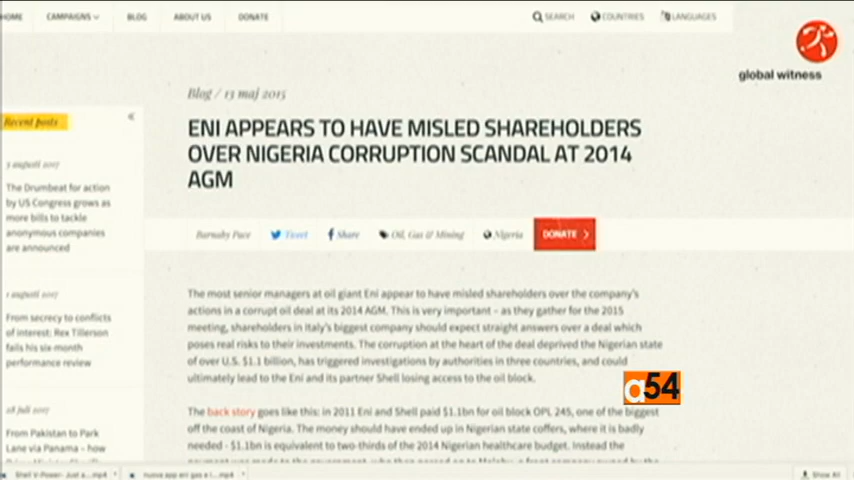 HOME CAMPAIGNS BLOG ABOUT US DONATE SEARCH COUNTRIES LANGUAGES
global witness
Blog / 13 maj 2015
ENI APPEARS TO HAVE MISLED SHAREHOLDERS
OVER NIGERIA CORRUPTION SCANDAL AT 2014
AGM
Barnaby Pace Tweet Share Oil, Gas & Mining Nigeria DONATE
The most senior managers at oil giant Eni appear to have misled shareholders over the company's
actions in a corrupt oil deal at its 2014 AGM. This is very important – as they gather for the 2015
meeting, shareholders in Italy's biggest company should expect straight answers over a deal which
poses real risks to their investments. The corruption at the heart of the deal deprived the Nigerian state
of over U.S. $1.1 billion, has triggered investigations by authorities in three countries, and could
ultimately lead to the Eni and its partner Shell losing access to the oil block.
The back story goes like this: in 2011 Eni and Shell paid $1.1bn for oil block OPL 245, one of the biggest
off the coast of Nigeria. The money should have ended up in Nigerian state coffers, where it is badly
needed - $1.1bn is equivalent to two-thirds of the 2014 Nigerian healthcare budget. Instead the
Recent posts
3 augusti 2017
The Drumbeat for action
by US Congress grows as
more bills to tackle
anonymous companies
are announced
1 augusti 2017
From secrecy to conflicts
of interest: Rex Tillerson
fails his six-month
performance review
28 juli 2017
From Pakistan to Park
Lane via Panama – how
a54
Shell V-Power- Just a....mp4 nuova app eni gas e l....mp4 Show All